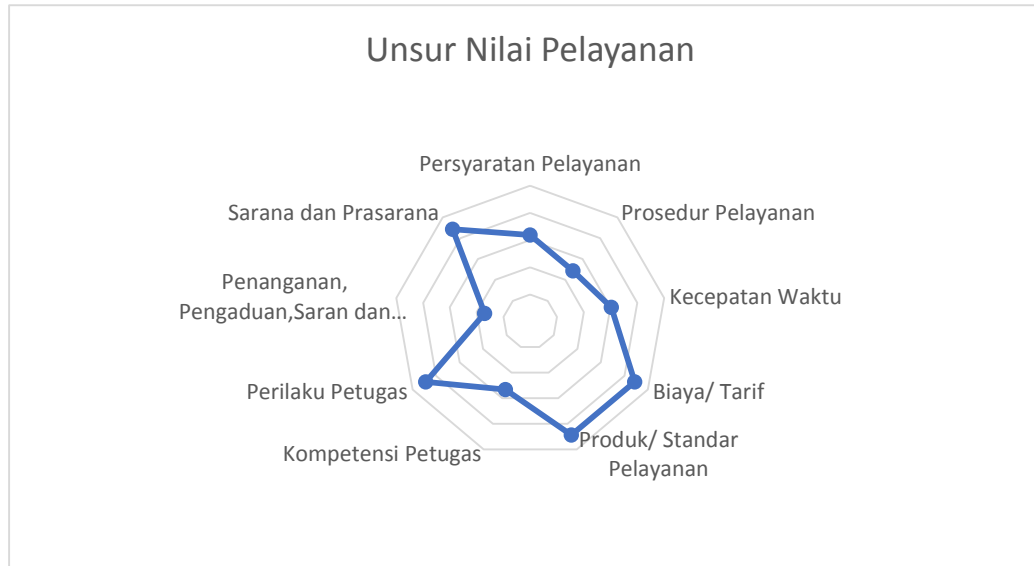 Unsur Nilai Pelayanan
Persyaratan Pelayanan
Prosedur Pelayanan
Kecepatan Waktu
Biaya/ Tarif
Produk/ Standar
Pelayanan
Kompetensi Petugas
Perilaku Petugas
Penanganan,
Pengaduan,Saran dan...
Sarana dan Prasarana